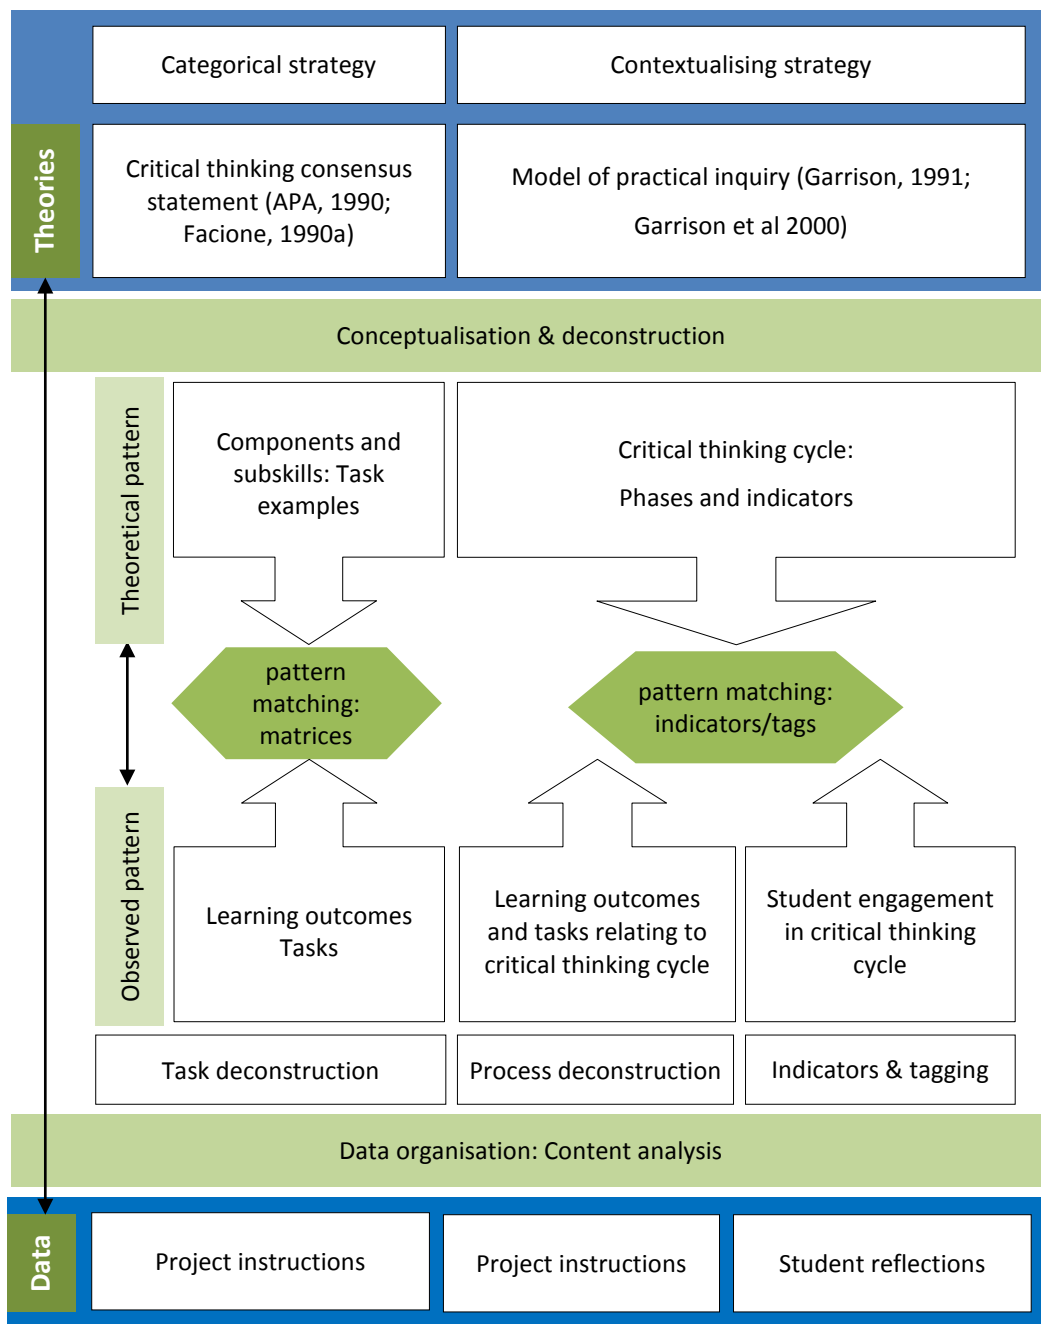 Categorical strategy
Contextualising strategy
Theories
Critical thinking consensus
statement (APA, 1990;
Facione, 1990a)
Model of practical inquiry (Garrison, 1991;
Garrison et al 2000)
Conceptualisation & deconstruction
Theoretical pattern
Components and
subskills: Task
examples
Critical thinking cycle:
Phases and indicators
pattern
matching:
matrices
pattern matching:
indicators/tags
Observed pattern
Learning outcomes
Tasks
Learning outcomes
and tasks relating to
critical thinking cycle
Student engagement
in critical thinking
cycle
Task deconstruction
Process deconstruction
Indicators & tagging
Data organisation: Content analysis
Data
Project instructions
Project instructions
Student reflections